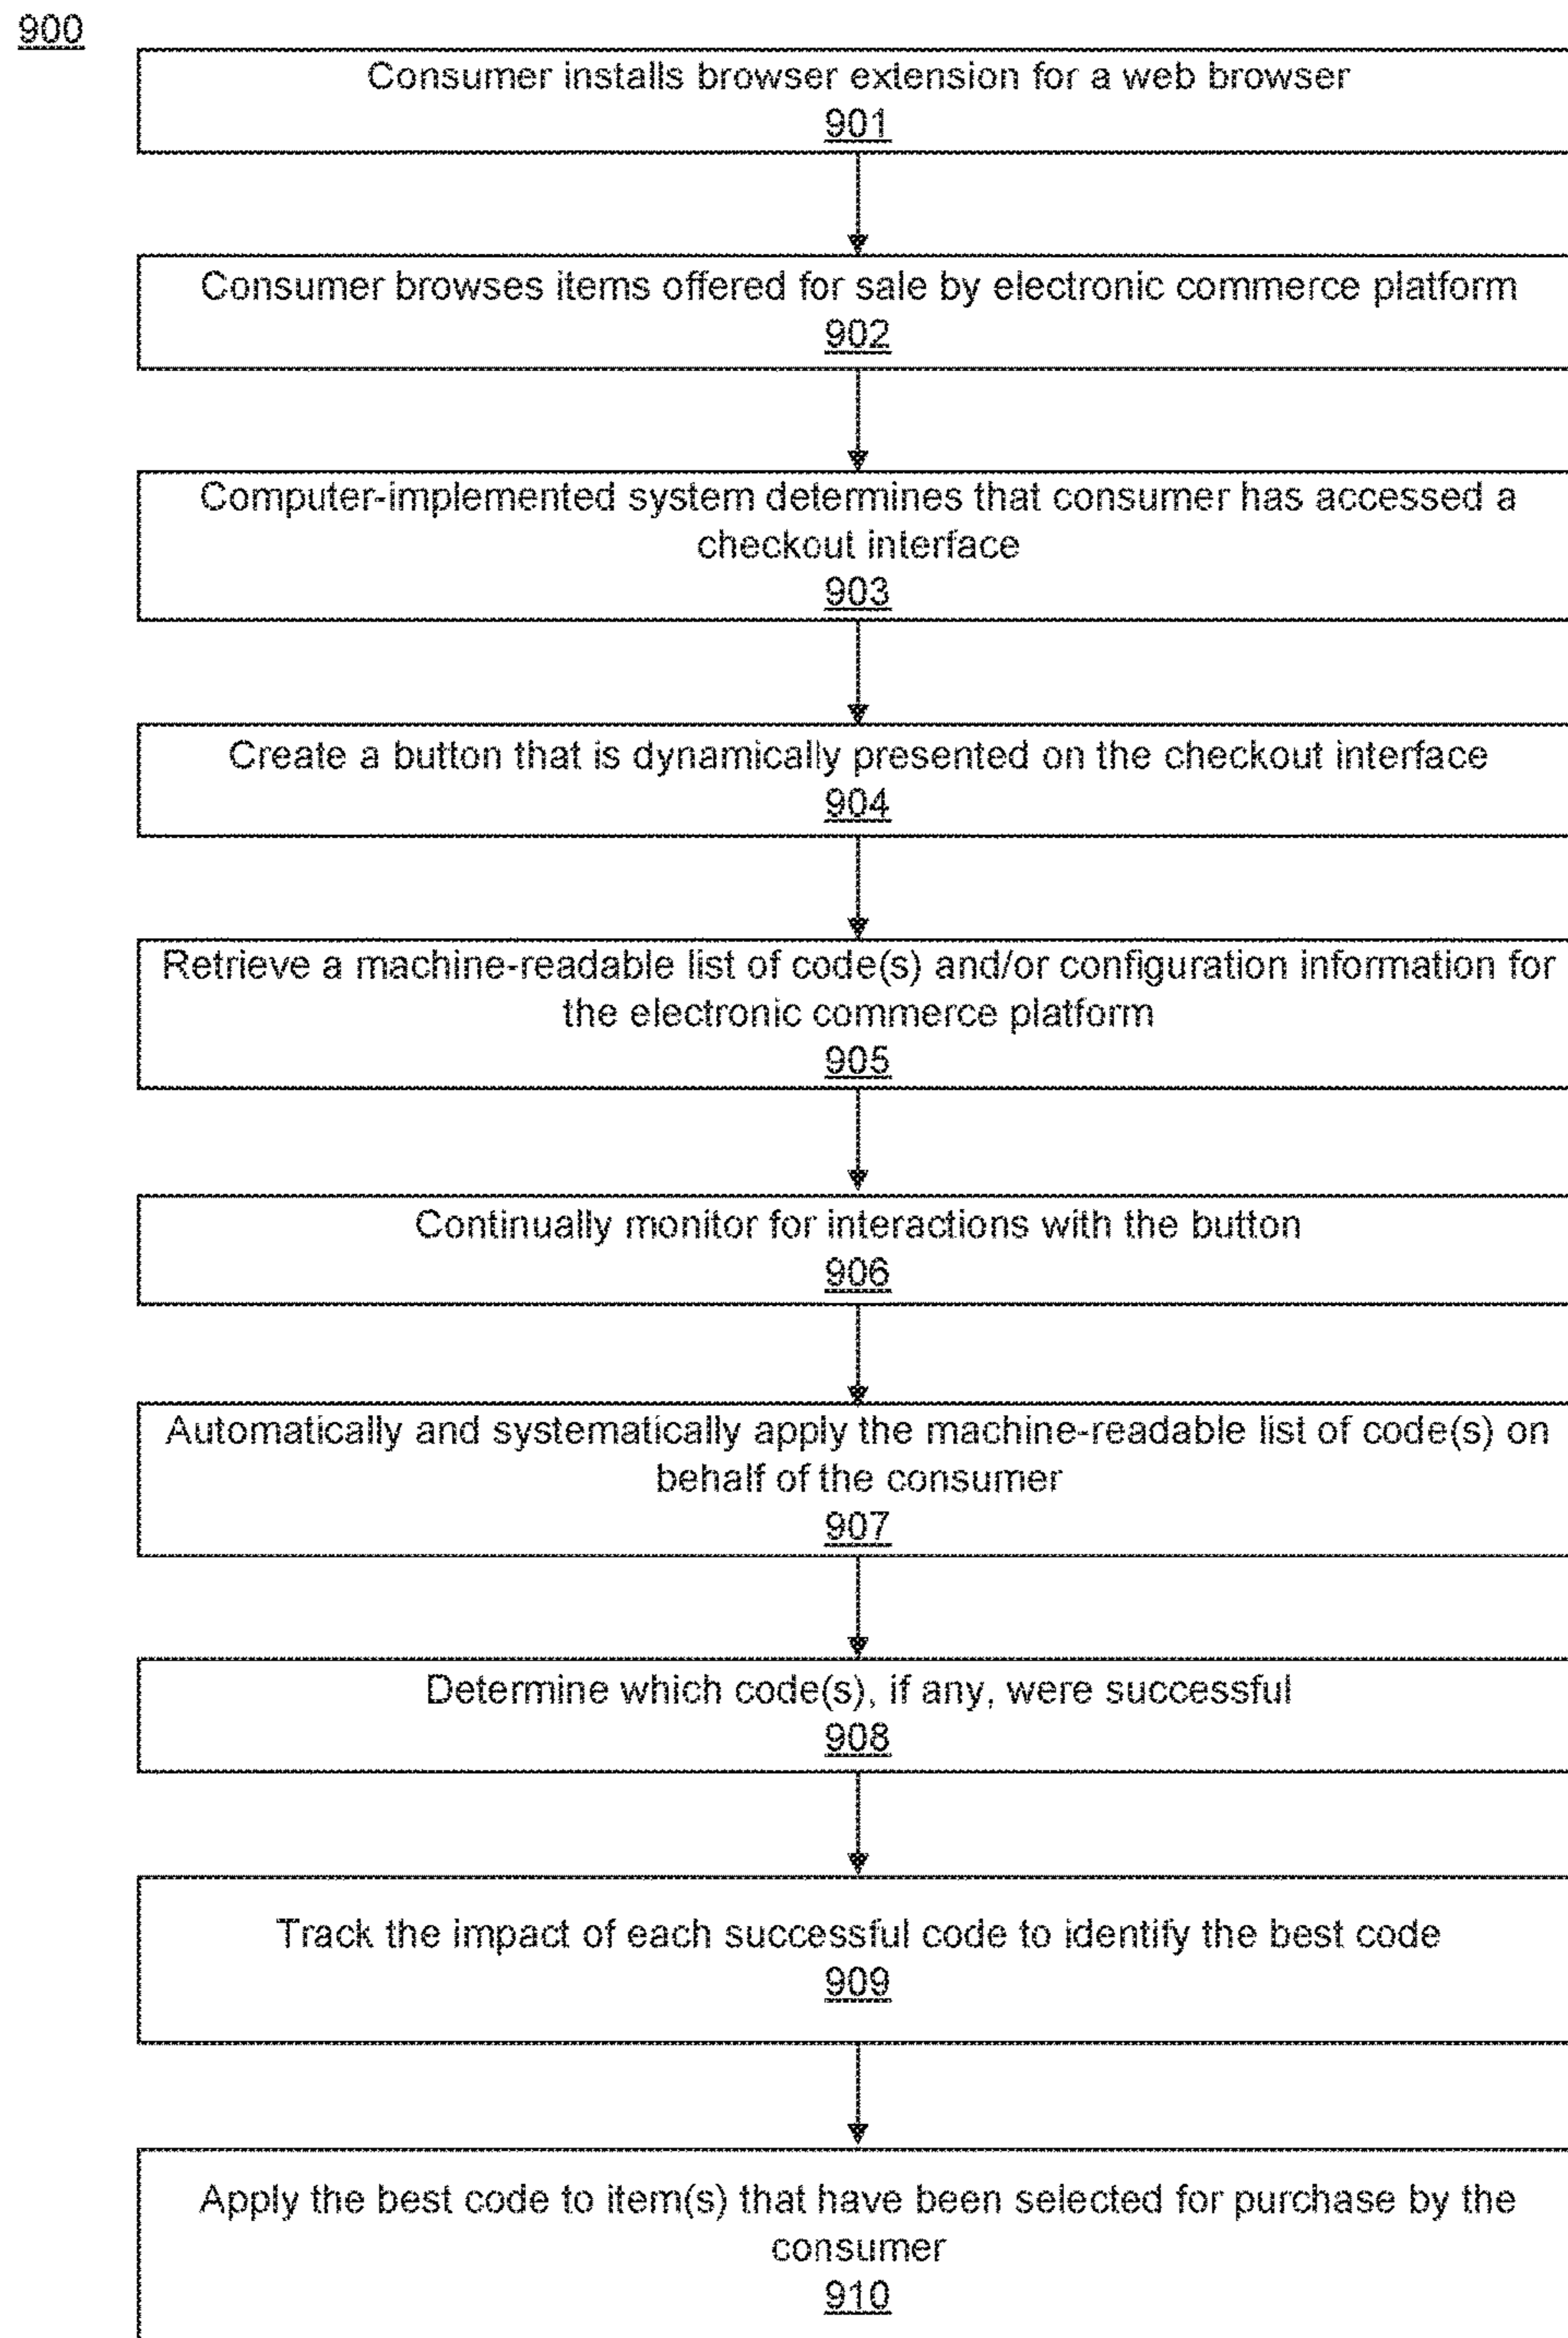 900
Consumer installs browser extension for a web browser
901
Consumer browses items offered for sale by electronic commerce platform
902
Computer-implemented system determines that consumer has accessed a
checkout interface
903
Create a button that is dynamically presented on the checkout interface
904
Retrieve a machine-readable list of code(s) and/or configuration information for
the electronic commerce platform
905
Continually monitor for interactions with the button
906
Automatically and systematically apply the machine-readable list of code(s) on
behalf of the consumer
907
Determine which code(s), if any, were successful
908
Track the impact of each successful code to identify the best code
909
Apply the best code to item(s) that have been selected for purchase by the
consumer
910